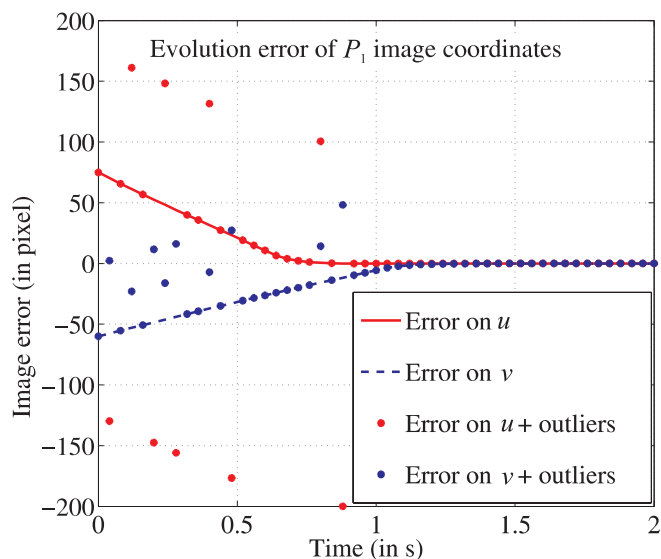 Evolution error of P1 image coordinates
Image error (in pixel)
200
150
100
50
0
−50
−100
−150
−200
0
0.5
1
1.5
2
Time (in s)
Error on u
Error on v
Error on u + outliers
Error on v + outliers